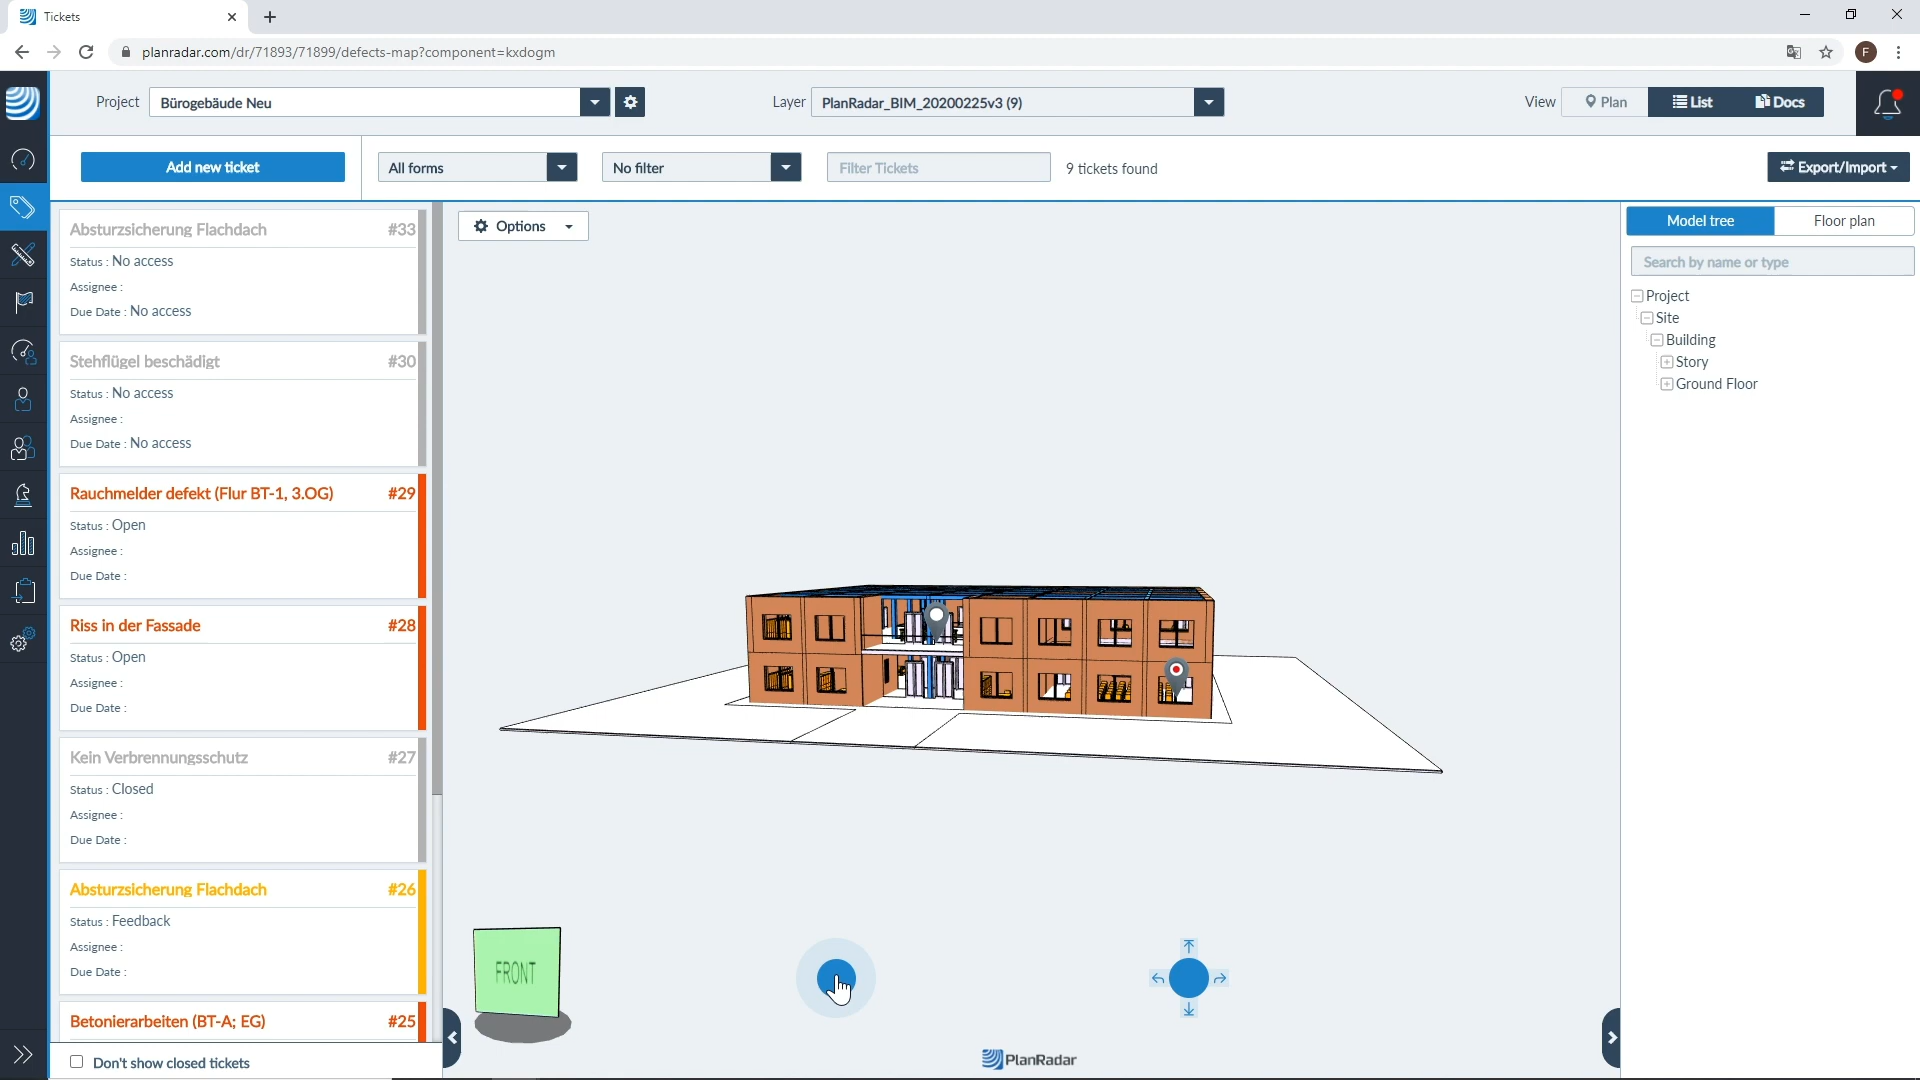 Tickets
planradar.com/dr/71893/71899/defects-map?component=kxdogm
F
Project
Bürogebäude Neu
Layer
PlanRadar_BIM_20200225v3 (9)
View
Plan
List
Docs
Add new ticket
All forms
No filter
Filter Tickets
9 tickets found
Export/Import
Absturzsicherung Flachdach #33
Status : No access
Assignee :
Due Date : No access
Stehflügel beschädigt #30
Status : No access
Assignee :
Due Date : No access
Rauchmelder defekt (Flur BT-1, 3.OG) #29
Status : Open
Assignee :
Due Date :
Riss in der Fassade #28
Status : Open
Assignee :
Due Date :
Kein Verbrennungsschutz #27
Status : Closed
Assignee :
Due Date :
Absturzsicherung Flachdach #26
Status : Feedback
Assignee :
Due Date :
Betonierarbeiten (BT-A; EG) #25
Don't show closed tickets
Options
FRONT
PlanRadar
Model tree
Floor plan
Search by name or type
Project
Site
Building
Story
Ground Floor